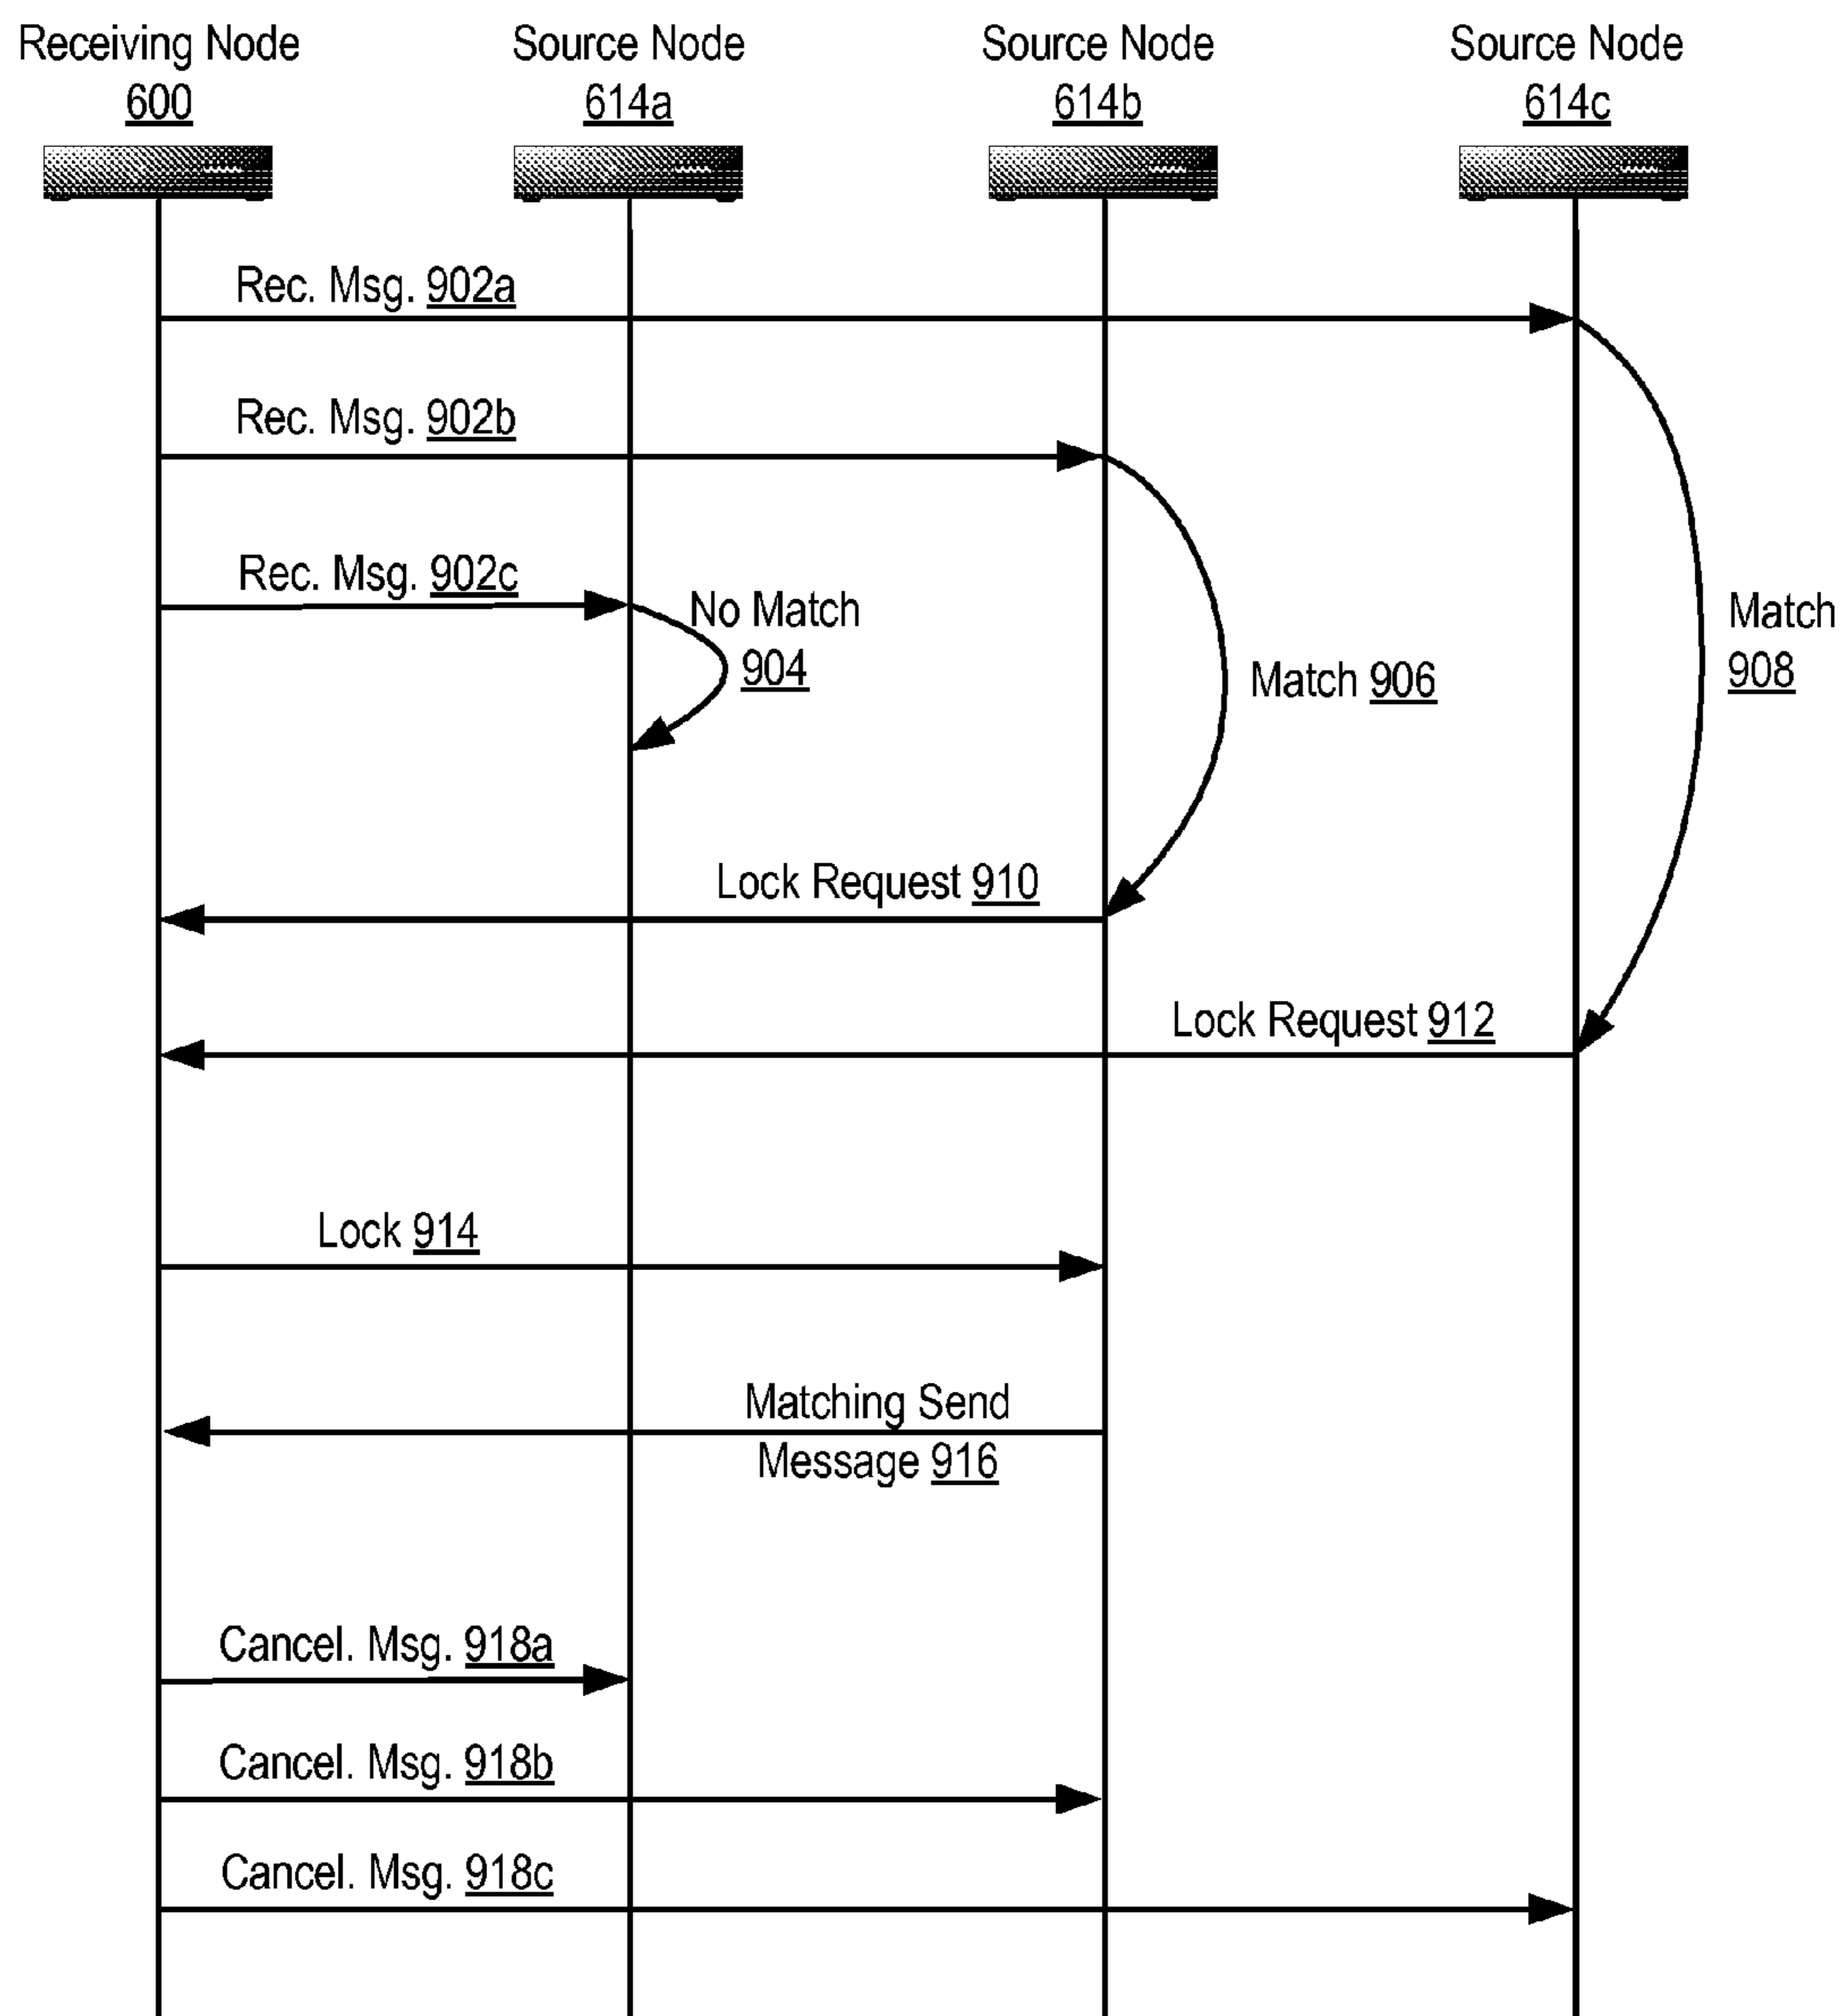 Receiving Node
600
Source Node
614a
Source Node
614b
Source Node
614c
Rec. Msg. 902a
Rec. Msg. 902b
Rec. Msg. 902c
No Match
904
Match 906
Match
908
Lock Request 910
Lock Request 912
Lock 914
Matching Send
Message 916
Cancel. Msg. 918a
Cancel. Msg. 918b
Cancel. Msg. 918c